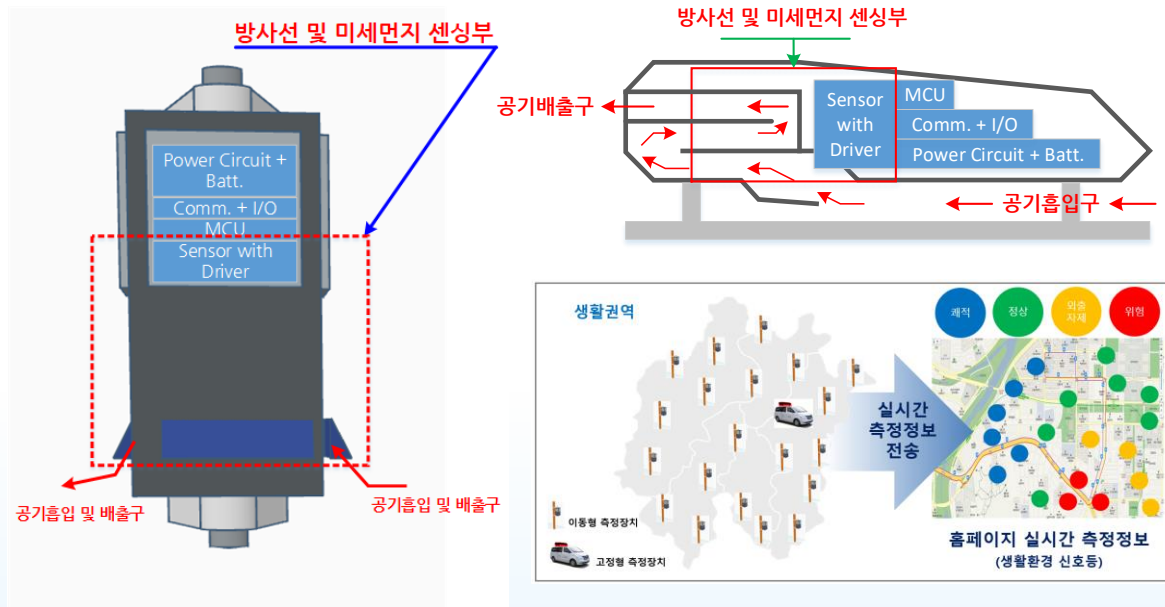 방사선 및 미세먼지 센싱부
Power Circuit +
Batt.
Comm. + I/O
MCU
Sensor with
Driver
공기흡입 및 배출구
공기흡입 및 배출구
방사선 및 미세먼지 센싱부
공기배출구
Sensor
with
Driver
MCU
Comm. + I/O
Power Circuit + Batt.
공기흡입구
생활권역
이동형 측정장치
고정형 측정장치
실시간
측정정보
전송
쾌적
정상
외출
자제
위험
홈페이지 실시간 측정정보
(생활환경 신호등)